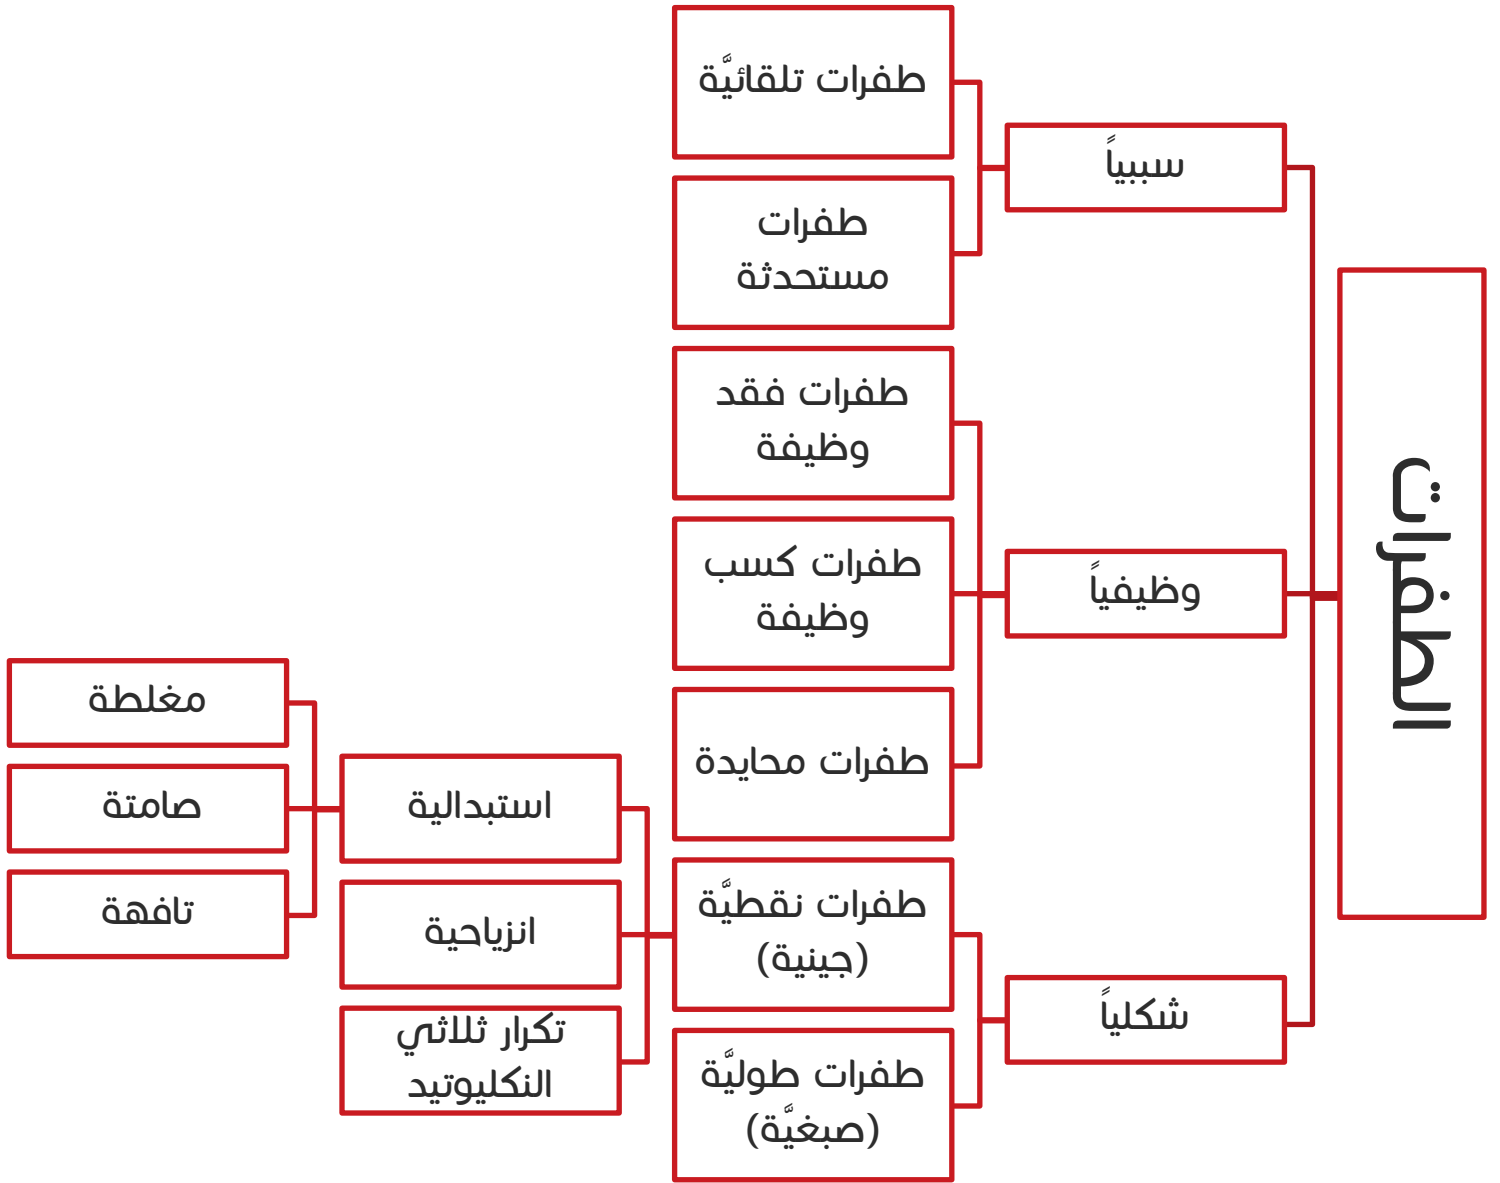 الطفرات
سببياً
طفرات تلقائيَّة
طفرات
مستحدثة
وظيفياً
طفرات فقد
وظيفة
طفرات كسب
وظيفة
طفرات محايدة
شكلياً
طفرات نقطيَّة
(جينية)
استبدالية
مغلطة
صامتة
تافهة
انزياحية
تكرار ثلاثي
النكليوتيد
طفرات طوليَّة
(صبغيَّة)